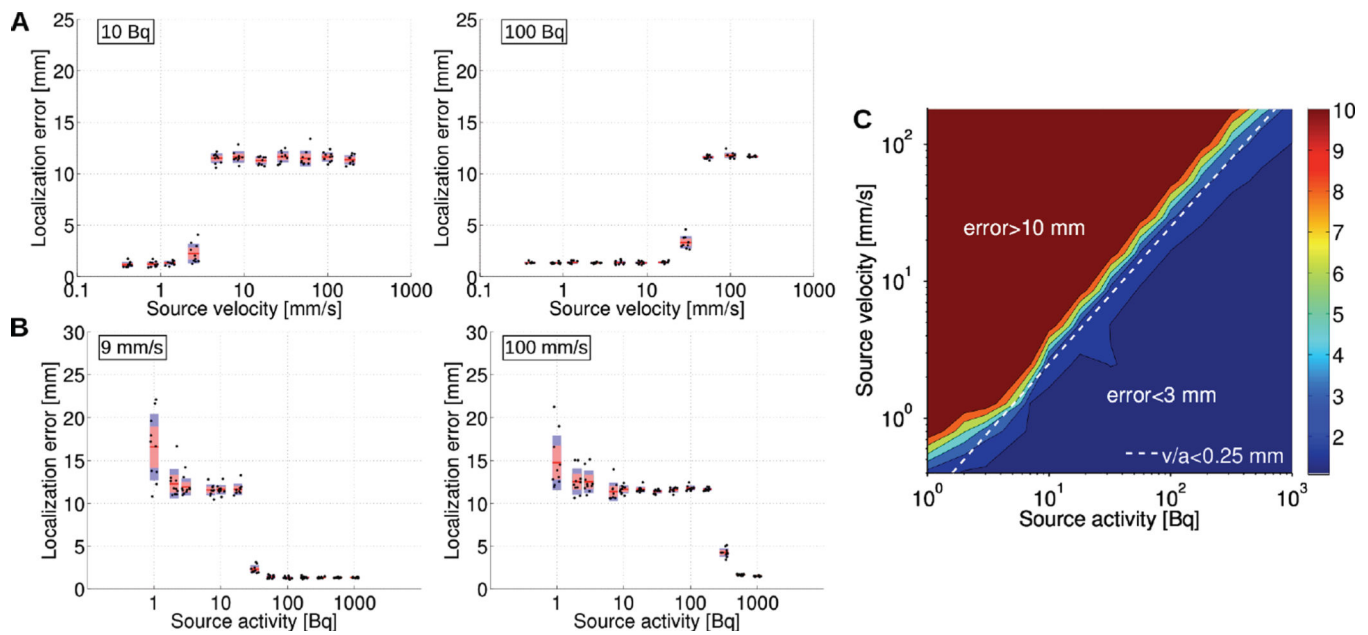 A
10 Bq
Localization error [mm]
25
20
15
10
5
0
0.1 1 10 100 1000
Source velocity [mm/s]
100 Bq
Localization error [mm]
25
20
15
10
5
0
0.1 1 10 100 1000
Source velocity [mm/s]
B
9 mm/s
Localization error [mm]
30
25
20
15
10
5
0
1 10 100 1000
Source activity [Bq]
100 mm/s
Localization error [mm]
30
25
20
15
10
5
0
1 10 100 1000
Source activity [Bq]
C
Source velocity [mm/s]
10²
10¹
10⁰
error>10 mm
error<3 mm
v/a<0.25 mm
10⁰ 10¹ 10² 10³
Source activity [Bq]
10
9
8
7
6
5
4
3
2